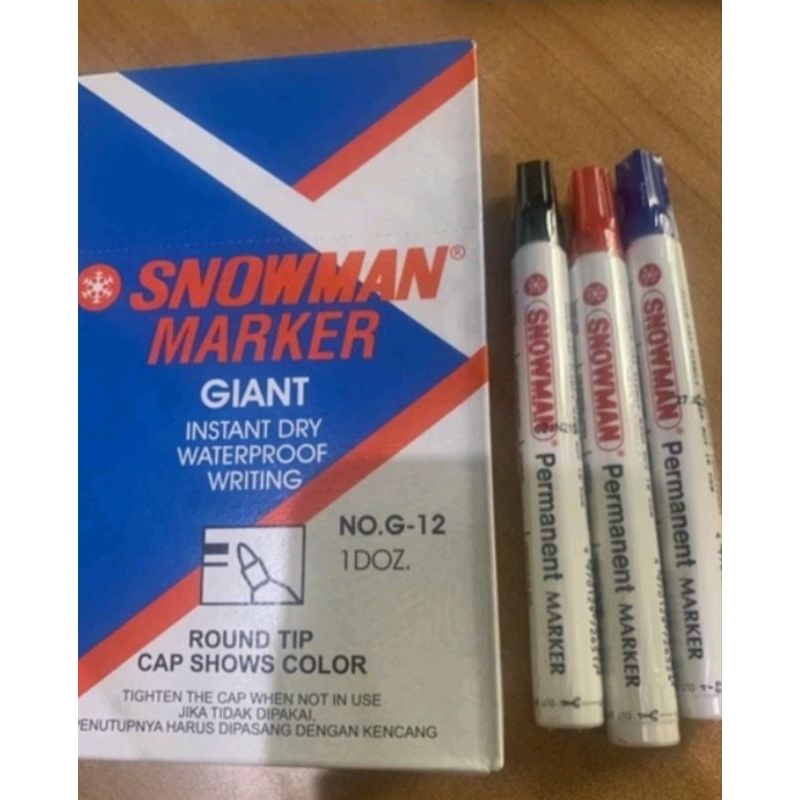 SNOWMAN®
MARKER
GIANT
INSTANT DRY
WATERPROOF
WRITING
NO.G-12
1DOZ.
ROUND TIP
CAP SHOWS COLOR
TIGHTEN THE CAP WHEN NOT IN USE
JIKA TIDAK DIPAKAI,
PENUTUPNYA HARUS DIPASANG DENGAN KENCANG
SNOWMAN® Permanent MARKER
SNOWMAN® Permanent MARKER
SNOWMAN® Permanent MARKER